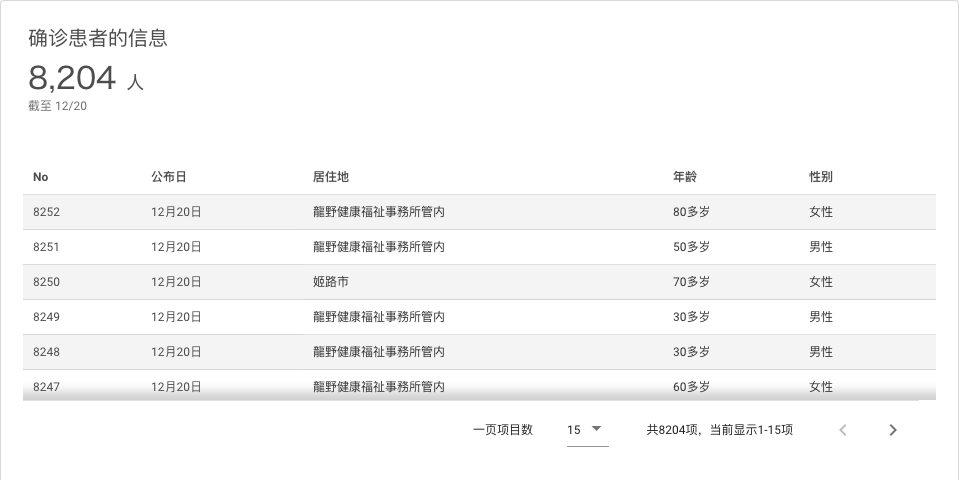 确诊患者的信息
8,204 人
截至 12/20
No 公布日 居住地 年龄 性别
8252 12月20日 龍野健康福祉事務所管内 80多岁 女性
8251 12月20日 龍野健康福祉事務所管内 50多岁 男性
8250 12月20日 姫路市 70多岁 女性
8249 12月20日 龍野健康福祉事務所管内 30多岁 男性
8248 12月20日 龍野健康福祉事務所管内 30多岁 男性
8247 12月20日 龍野健康福祉事務所管内 60多岁 女性
一页项目数 15 共8204项，当前显示1-15项